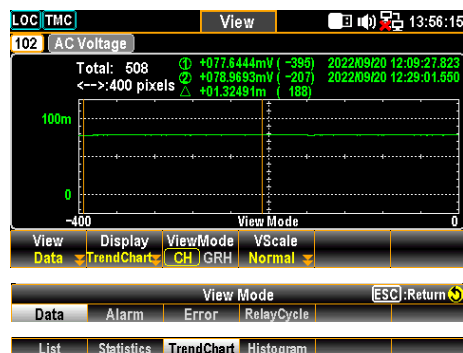 LOC TMC View 13:56:15
102 AC Voltage
Total: 508 ① +077.6444mV ( -395) 2022/09/20 12:09:27.823
<-->:400 pixels ② +078.9693mV ( -207) 2022/09/20 12:29:01.550
△ +01.32491m ( 188)
100m
0
-400 View Mode 0
View Display ViewMode VScale
Data TrendChart CH GRH Normal
View Mode ESC :Return
Data Alarm Error RelayCycle
List Statistics TrendChart Histogram